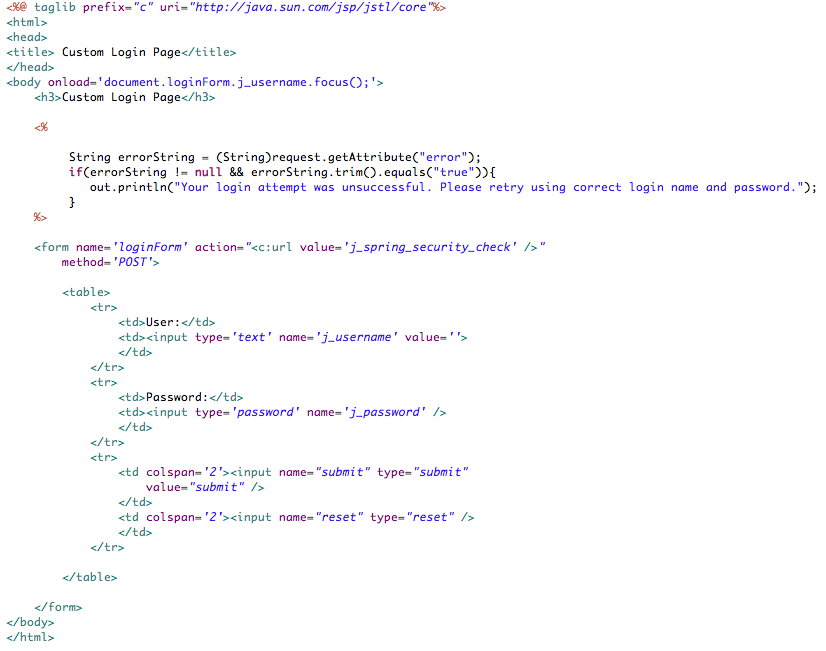 <%@ taglib prefix="c" uri="http://java.sun.com/jsp/jstl/core"%>
<html>
<head>
<title> Custom Login Page</title>
</head>
<body onload='document.loginForm.j_username.focus();'>
    <h3>Custom Login Page</h3>

    <%

         String errorString = (String)request.getAttribute("error");
         if(errorString != null && errorString.trim().equals("true")){
            out.println("Your login attempt was unsuccessful. Please retry using correct login name and password.");
         }
    %>

    <form name='loginForm' action="<c:url value='j_spring_security_check' />"
        method='POST'>

        <table>
            <tr>
                <td>User:</td>
                <td><input type='text' name='j_username' value=''>
                </td>
            </tr>
            <tr>
                <td>Password:</td>
                <td><input type='password' name='j_password' />
                </td>
            </tr>
            <tr>
                <td colspan='2'><input name="submit" type="submit"
                    value="submit" />
                </td>
                <td colspan='2'><input name="reset" type="reset" />
                </td>
            </tr>

        </table>

    </form>
</body>
</html>